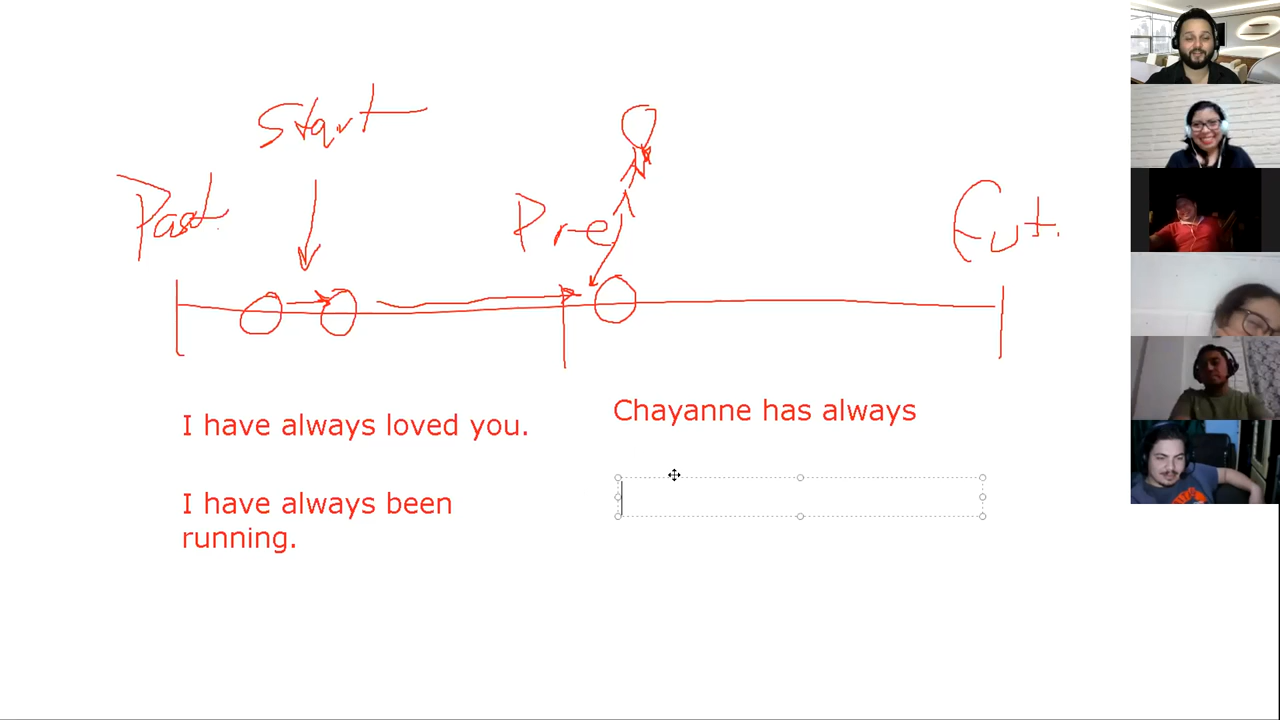 Start
Past
Pre
Fut.
I have always loved you.
Chayanne has always
I have always been
running.